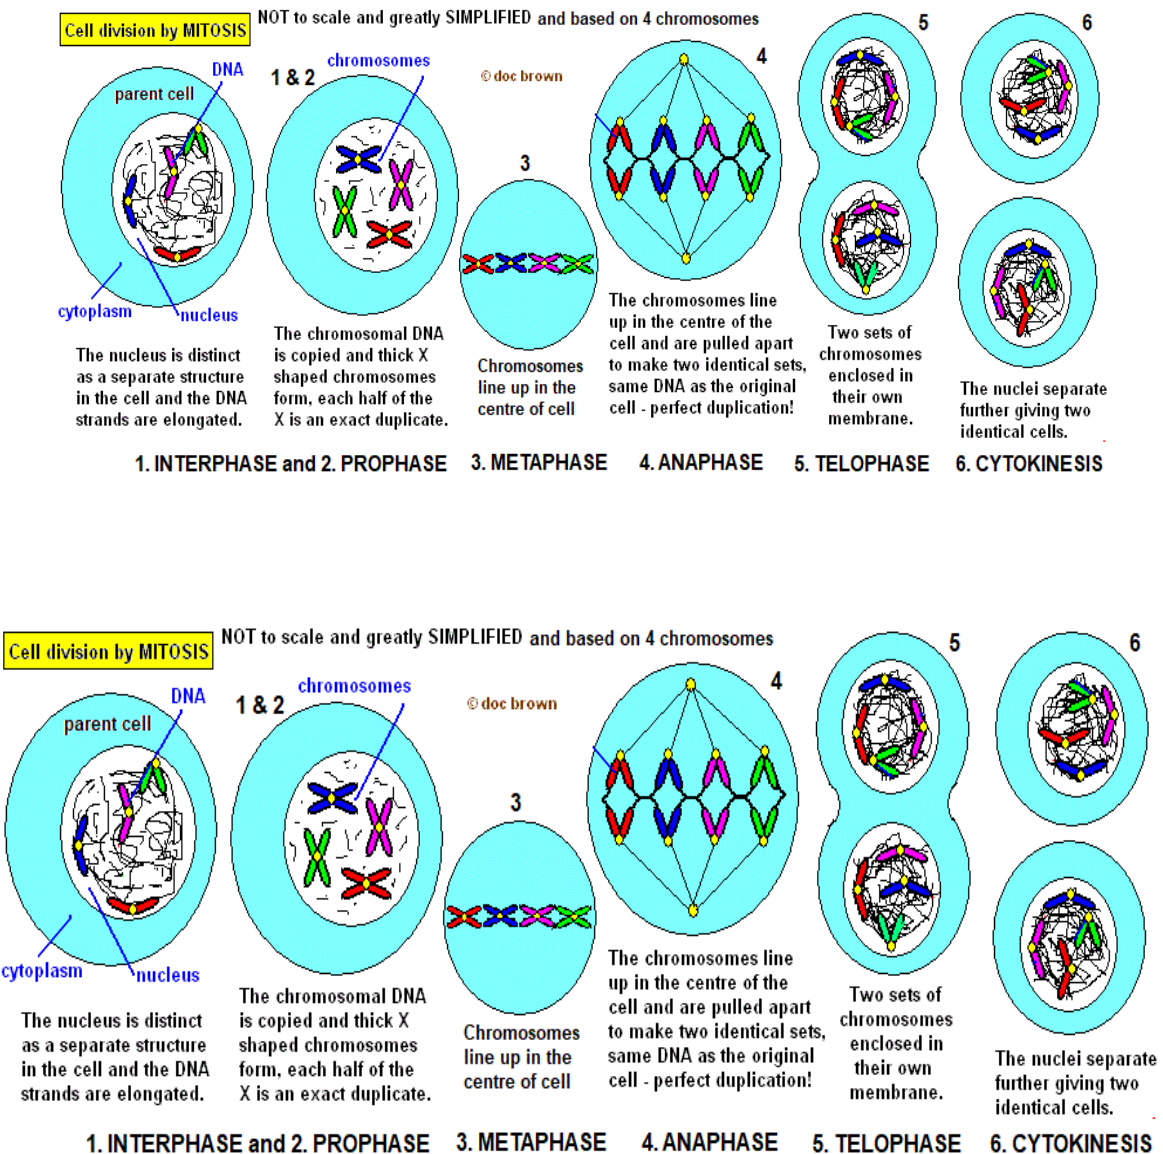 Cell division by MITOSIS
NOT to scale and greatly SIMPLIFIED and based on 4 chromosomes
DNA
parent cell
cytoplasm
nucleus
The nucleus is distinct
as a separate structure
in the cell and the DNA
strands are elongated.
1 & 2
chromosomes
The chromosomal DNA
is copied and thick X
shaped chromosomes
form, each half of the
X is an exact duplicate.
© doc brown
3
Chromosomes
line up in the
centre of cell
4
The chromosomes line
up in the centre of the
cell and are pulled apart
to make two identical sets,
same DNA as the original
cell - perfect duplication!
5
Two sets of
chromosomes
enclosed in
their own
membrane.
6
The nuclei separate
further giving two
identical cells.
1. INTERPHASE and 2. PROPHASE 3. METAPHASE 4. ANAPHASE 5. TELOPHASE 6. CYTOKINESIS
Cell division by MITOSIS
NOT to scale and greatly SIMPLIFIED and based on 4 chromosomes
DNA
parent cell
cytoplasm
nucleus
The nucleus is distinct
as a separate structure
in the cell and the DNA
strands are elongated.
1 & 2
chromosomes
The chromosomal DNA
is copied and thick X
shaped chromosomes
form, each half of the
X is an exact duplicate.
© doc brown
3
Chromosomes
line up in the
centre of cell
4
The chromosomes line
up in the centre of the
cell and are pulled apart
to make two identical sets,
same DNA as the original
cell - perfect duplication!
5
Two sets of
chromosomes
enclosed in
their own
membrane.
6
The nuclei separate
further giving two
identical cells.
1. INTERPHASE and 2. PROPHASE 3. METAPHASE 4. ANAPHASE 5. TELOPHASE 6. CYTOKINESIS